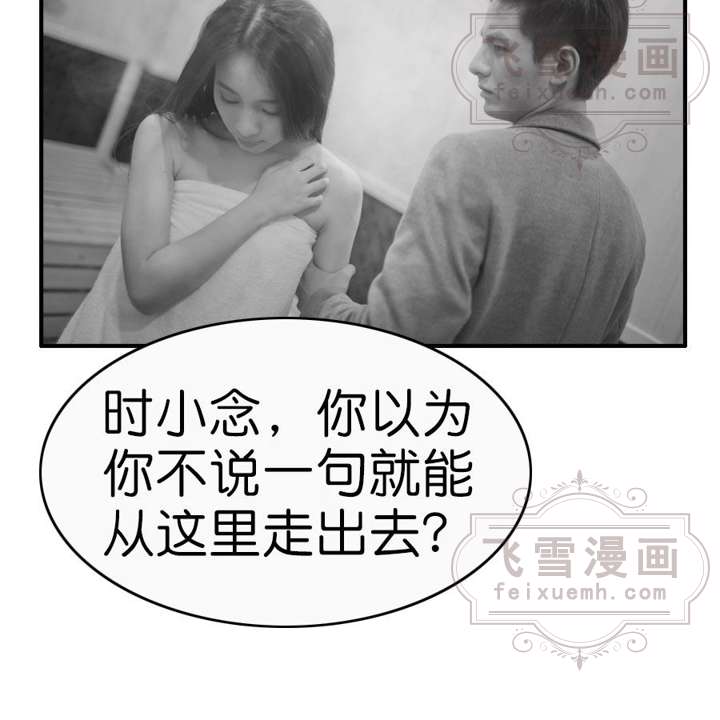 飞雪漫画
feixuemh.com
时小念，你以为
你不说一句就能
从这里走出去？
飞雪漫画
feixuemh.com